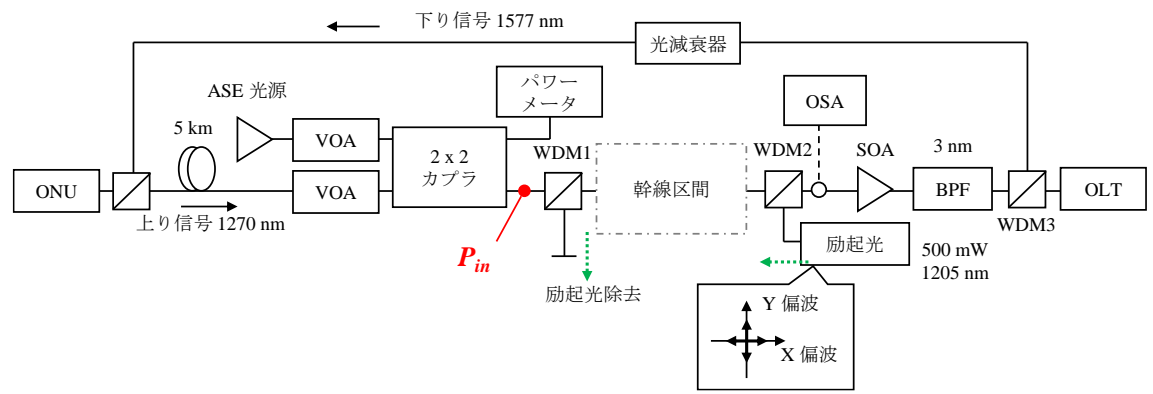 下り信号 1577 nm
光減衰器
ASE 光源
パワー
メータ
OSA
5 km
VOA
2 x 2
カプラ
WDM1
幹線区間
WDM2
SOA
3 nm
ONU
VOA
BPF
OLT
上り信号 1270 nm
WDM3
Pin
励起光
500 mW
1205 nm
励起光除去
Y 偏波
X 偏波